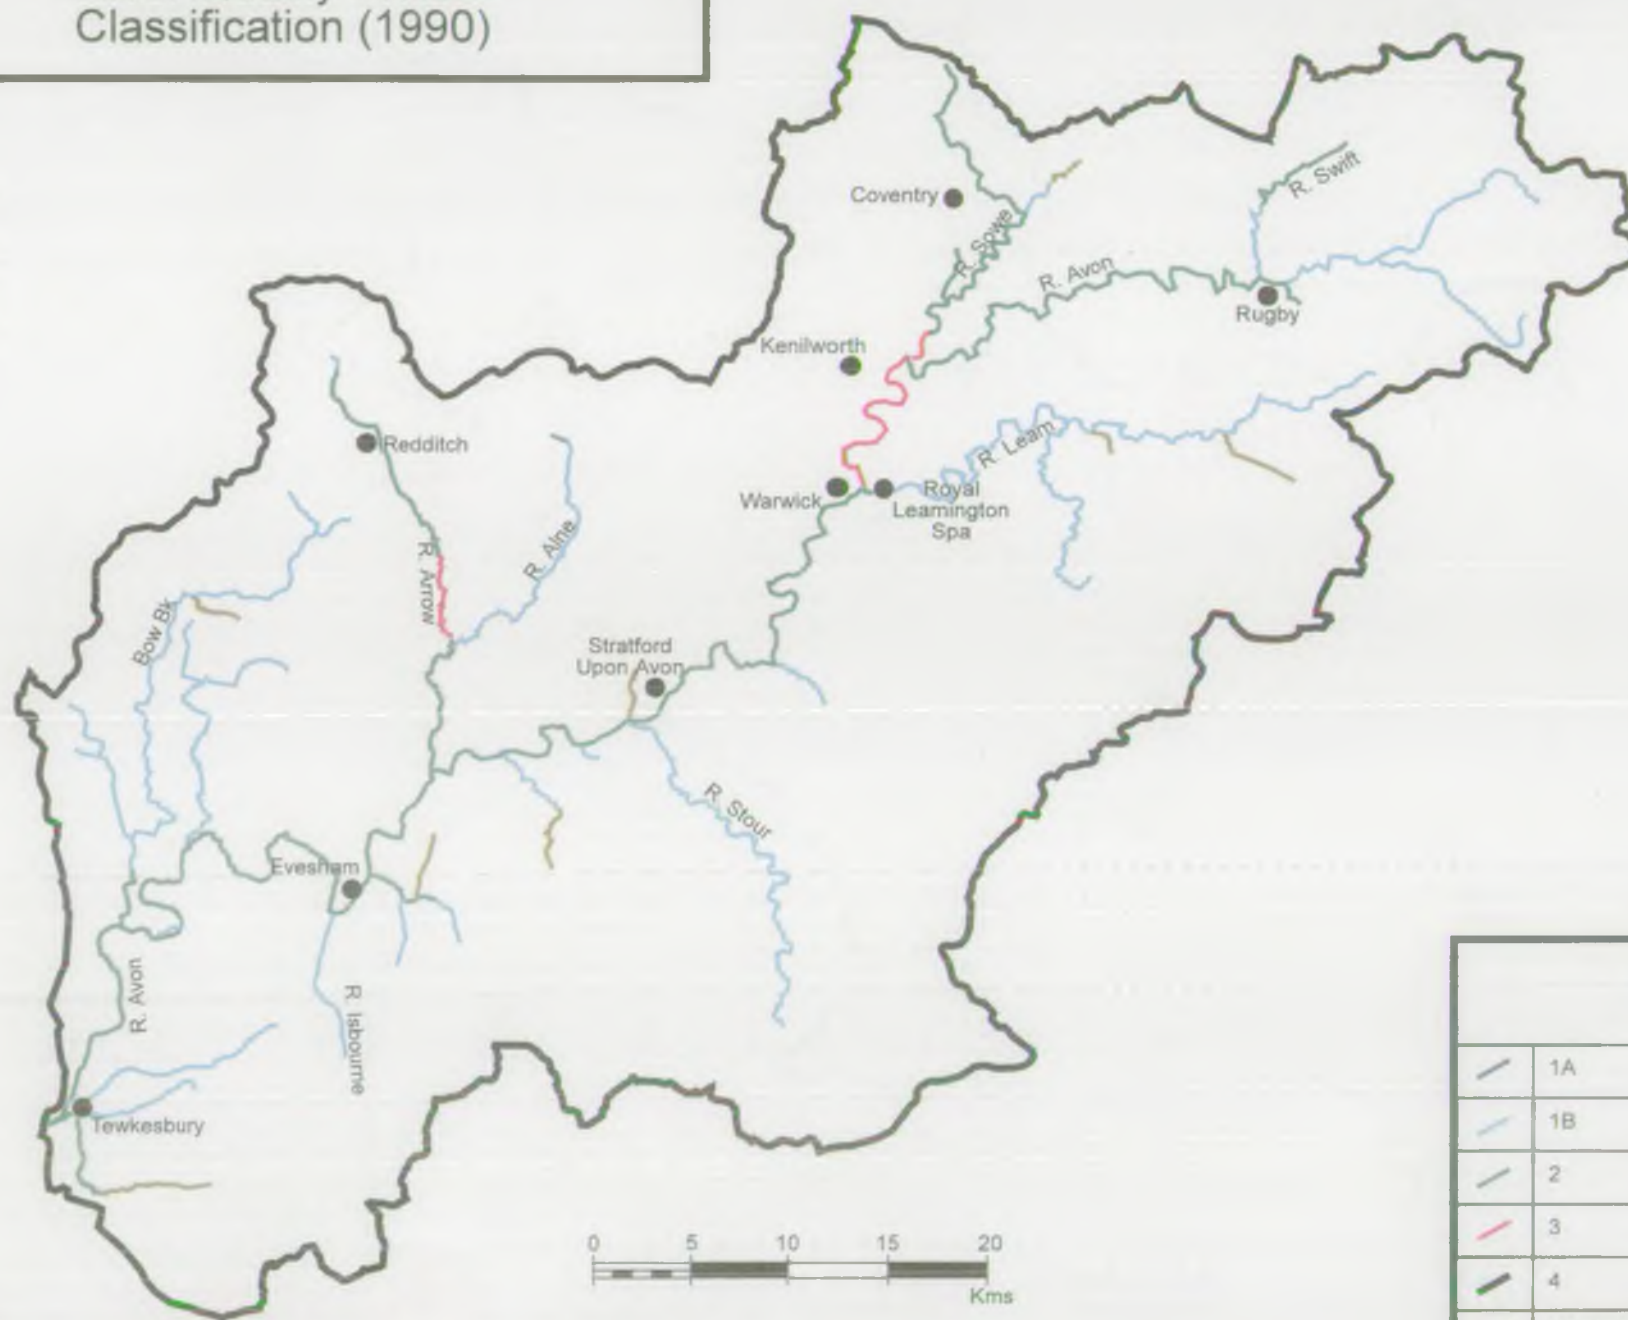 Classification (1990)
Coventry
R. Swift
R. Sowe
R. Avon
Rugby
Kenilworth
Redditch
R. Leam
Warwick
Royal
Leamington
Spa
R. Alne
R. Arrow
Bow Bk
Stratford
Upon Avon
R. Stour
Evesham
R. Avon
R. Isbourne
Tewkesbury
0 5 10 15 20
Kms
1A
1B
2
3
4